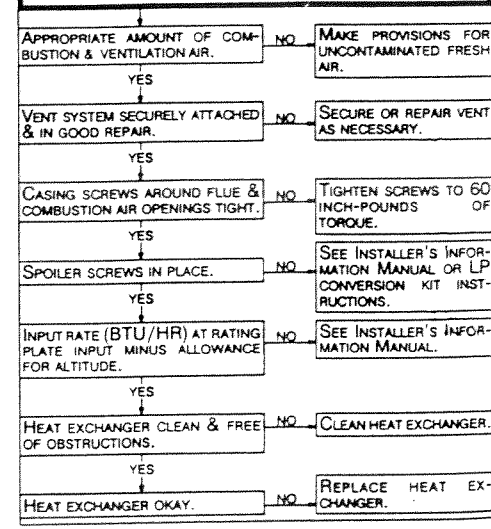 APPROPRIATE AMOUNT OF COM-
BUSTION & VENTILATION AIR.
NO
MAKE PROVISIONS FOR
UNCONTAMINATED FRESH
AIR.
YES
VENT SYSTEM SECURELY ATTACHED
& IN GOOD REPAIR.
NO
SECURE OR REPAIR VENT
AS NECESSARY.
YES
CASING SCREWS AROUND FLUE &
COMBUSTION AIR OPENINGS TIGHT.
NO
TIGHTEN SCREWS TO 60
INCH-POUNDS OF
TORQUE.
YES
SPOILER SCREWS IN PLACE.
NO
SEE INSTALLER'S INFOR-
MATION MANUAL OR LP
CONVERSION KIT INST-
RUCTIONS.
YES
INPUT RATE (BTU/HR) AT RATING
PLATE INPUT MINUS ALLOWANCE
FOR ALTITUDE.
NO
SEE INSTALLER'S INFOR-
MATION MANUAL.
YES
HEAT EXCHANGER CLEAN & FREE
OF OBSTRUCTIONS.
NO
CLEAN HEAT EXCHANGER.
YES
HEAT EXCHANGER OKAY.
NO
REPLACE HEAT EX-
CHANGER.